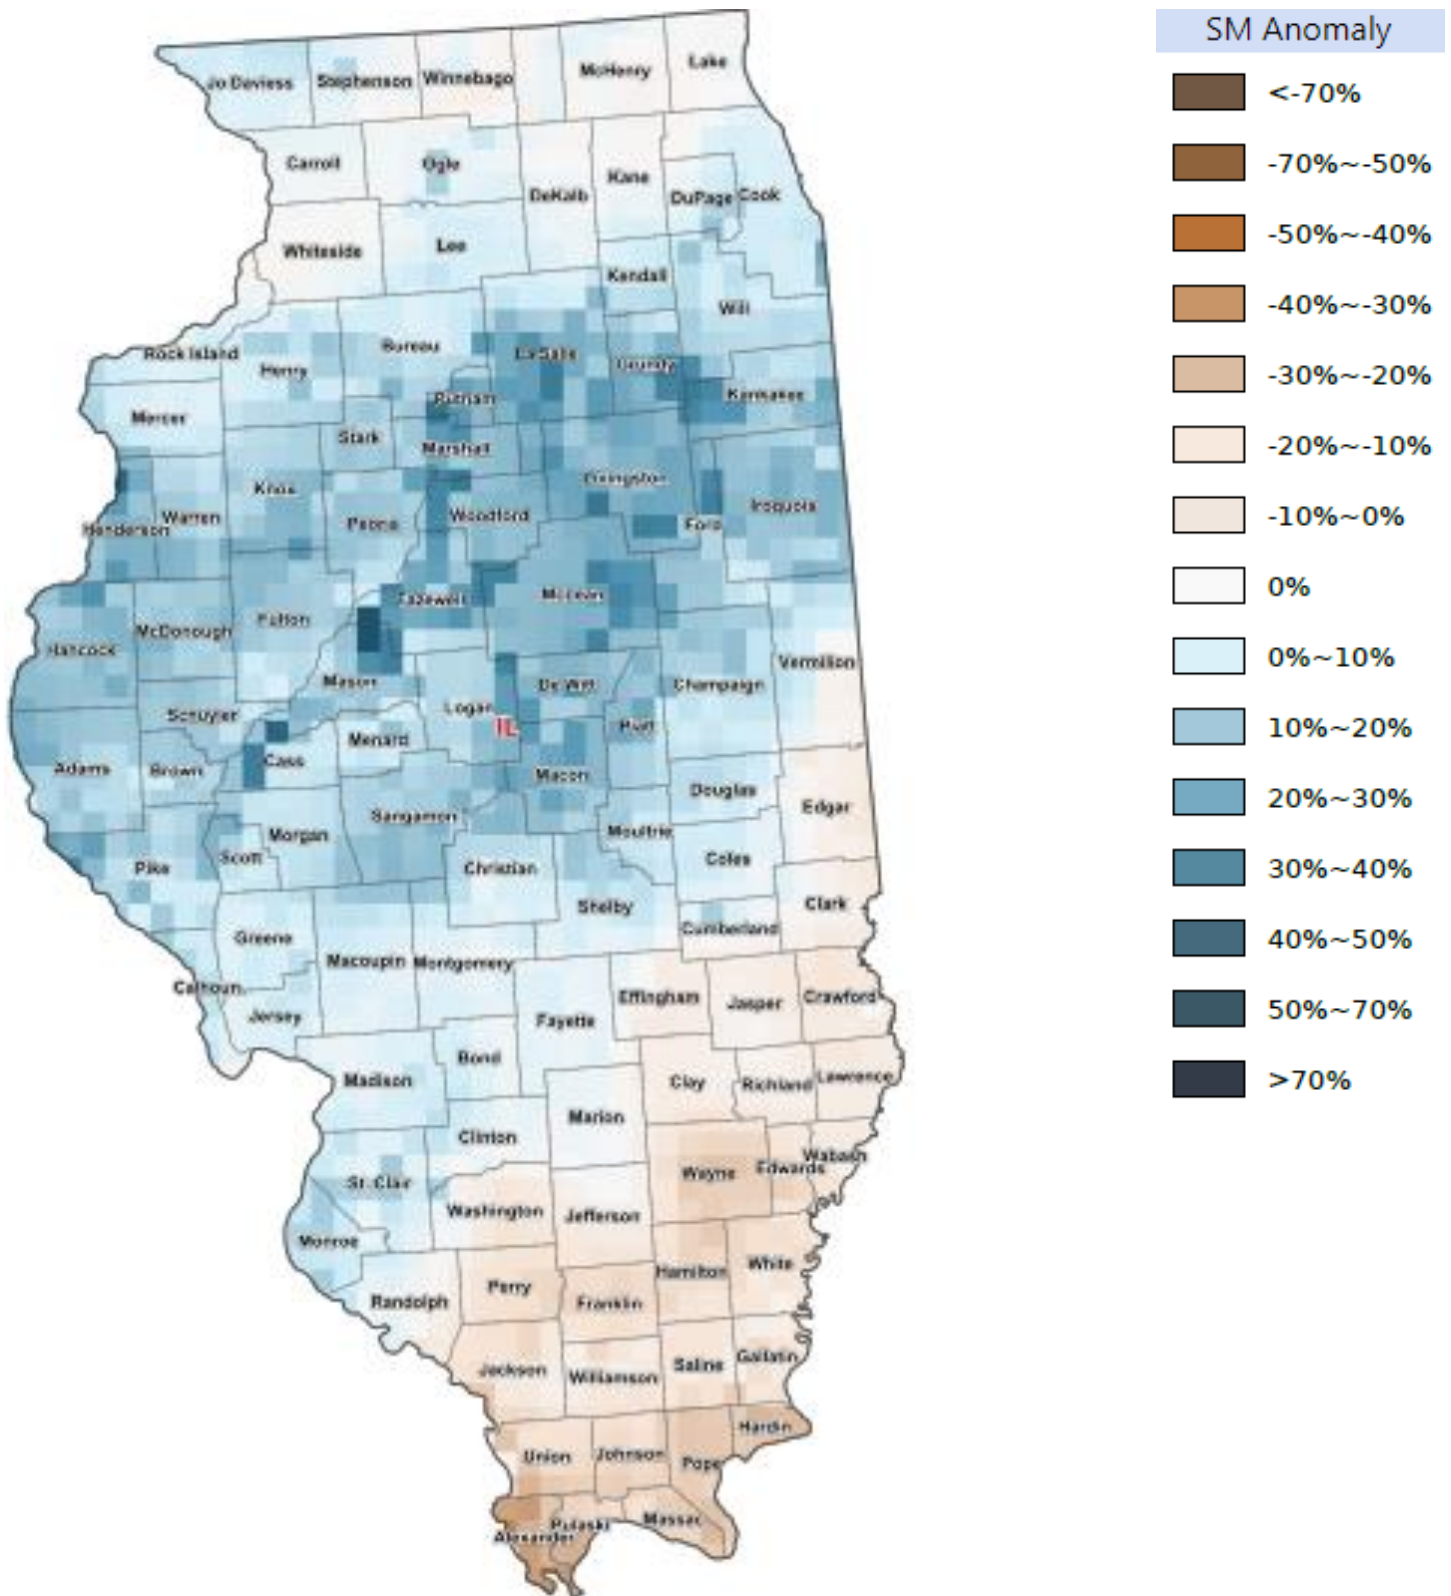 SM Anomaly
<-70%
-70%~-50%
-50%~-40%
-40%~-30%
-30%~-20%
-20%~-10%
-10%~0%
0%
0%~10%
10%~20%
20%~30%
30%~40%
40%~50%
50%~70%
>70%
Jo Daviess
Stephenson
Winnebago
McHenry
Lake
Carroll
Ogle
DeKalb
Kane
DuPage
Cook
Whiteside
Lee
Kendall
Will
Rock Island
Henry
Bureau
La Salle
Grundy
Kankakee
Mercer
Putnam
Stark
Marshall
Knox
Livingston
Henderson
Warren
Peoria
Woodford
Ford
Iroquois
Hancock
McDonough
Fulton
Tazewell
McLean
Mason
Logan
De Witt
Champaign
Vermilion
Schuyler
IL
Piatt
Menard
Adams
Brown
Cass
Macon
Douglas
Edgar
Sangamon
Morgan
Scott
Pike
Christian
Moultrie
Coles
Shelby
Clark
Cumberland
Greene
Macoupin
Montgomery
Calhoun
Jersey
Fayette
Effingham
Jasper
Crawford
Bond
Madison
Clay
Richland
Lawrence
Marion
Clinton
St. Clair
Wayne
Edwards
Wabash
Washington
Jefferson
Monroe
Hamilton
White
Randolph
Perry
Franklin
Jackson
Williamson
Saline
Gallatin
Hardin
Union
Johnson
Pope
Alexander
Pulaski
Massac